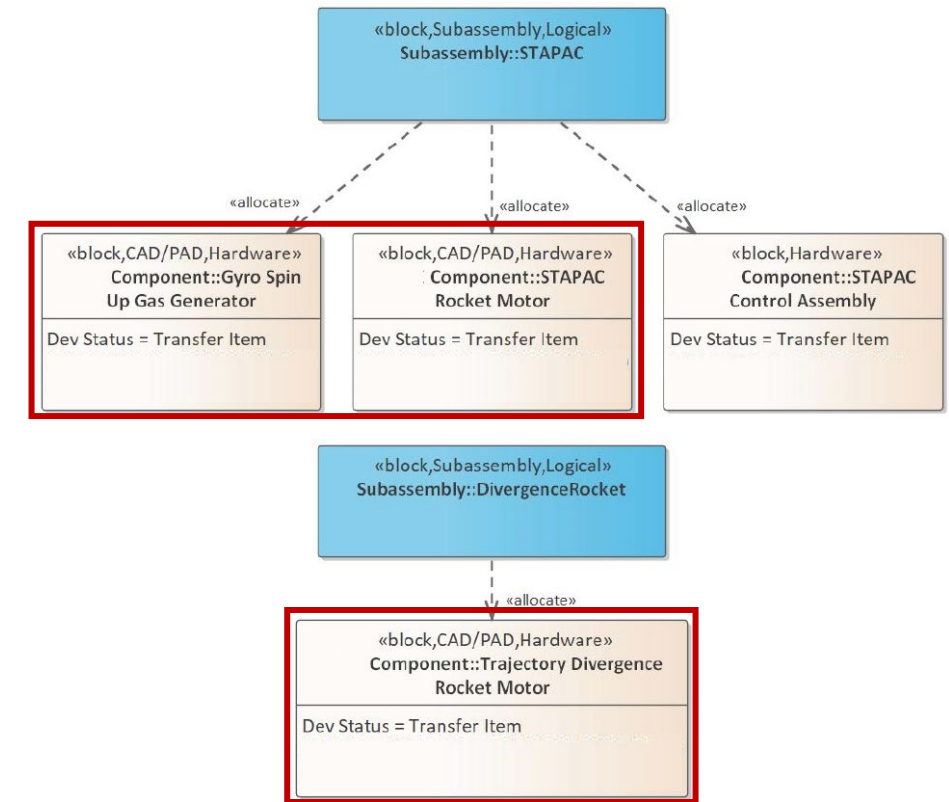 «block,Subassembly,Logical»
Subassembly::STAPAC
«allocate»
«allocate»
«allocate»
«block,CAD/PAD,Hardware»
Component::Gyro Spin
Up Gas Generator
Dev Status = Transfer Item
«block,CAD/PAD,Hardware»
Component::STAPAC
Rocket Motor
Dev Status = Transfer Item
«block,Hardware»
Component::STAPAC
Control Assembly
Dev Status = Transfer Item
«block,Subassembly,Logical»
Subassembly::DivergenceRocket
«allocate»
«block,CAD/PAD,Hardware»
Component::Trajectory Divergence
Rocket Motor
Dev Status = Transfer Item